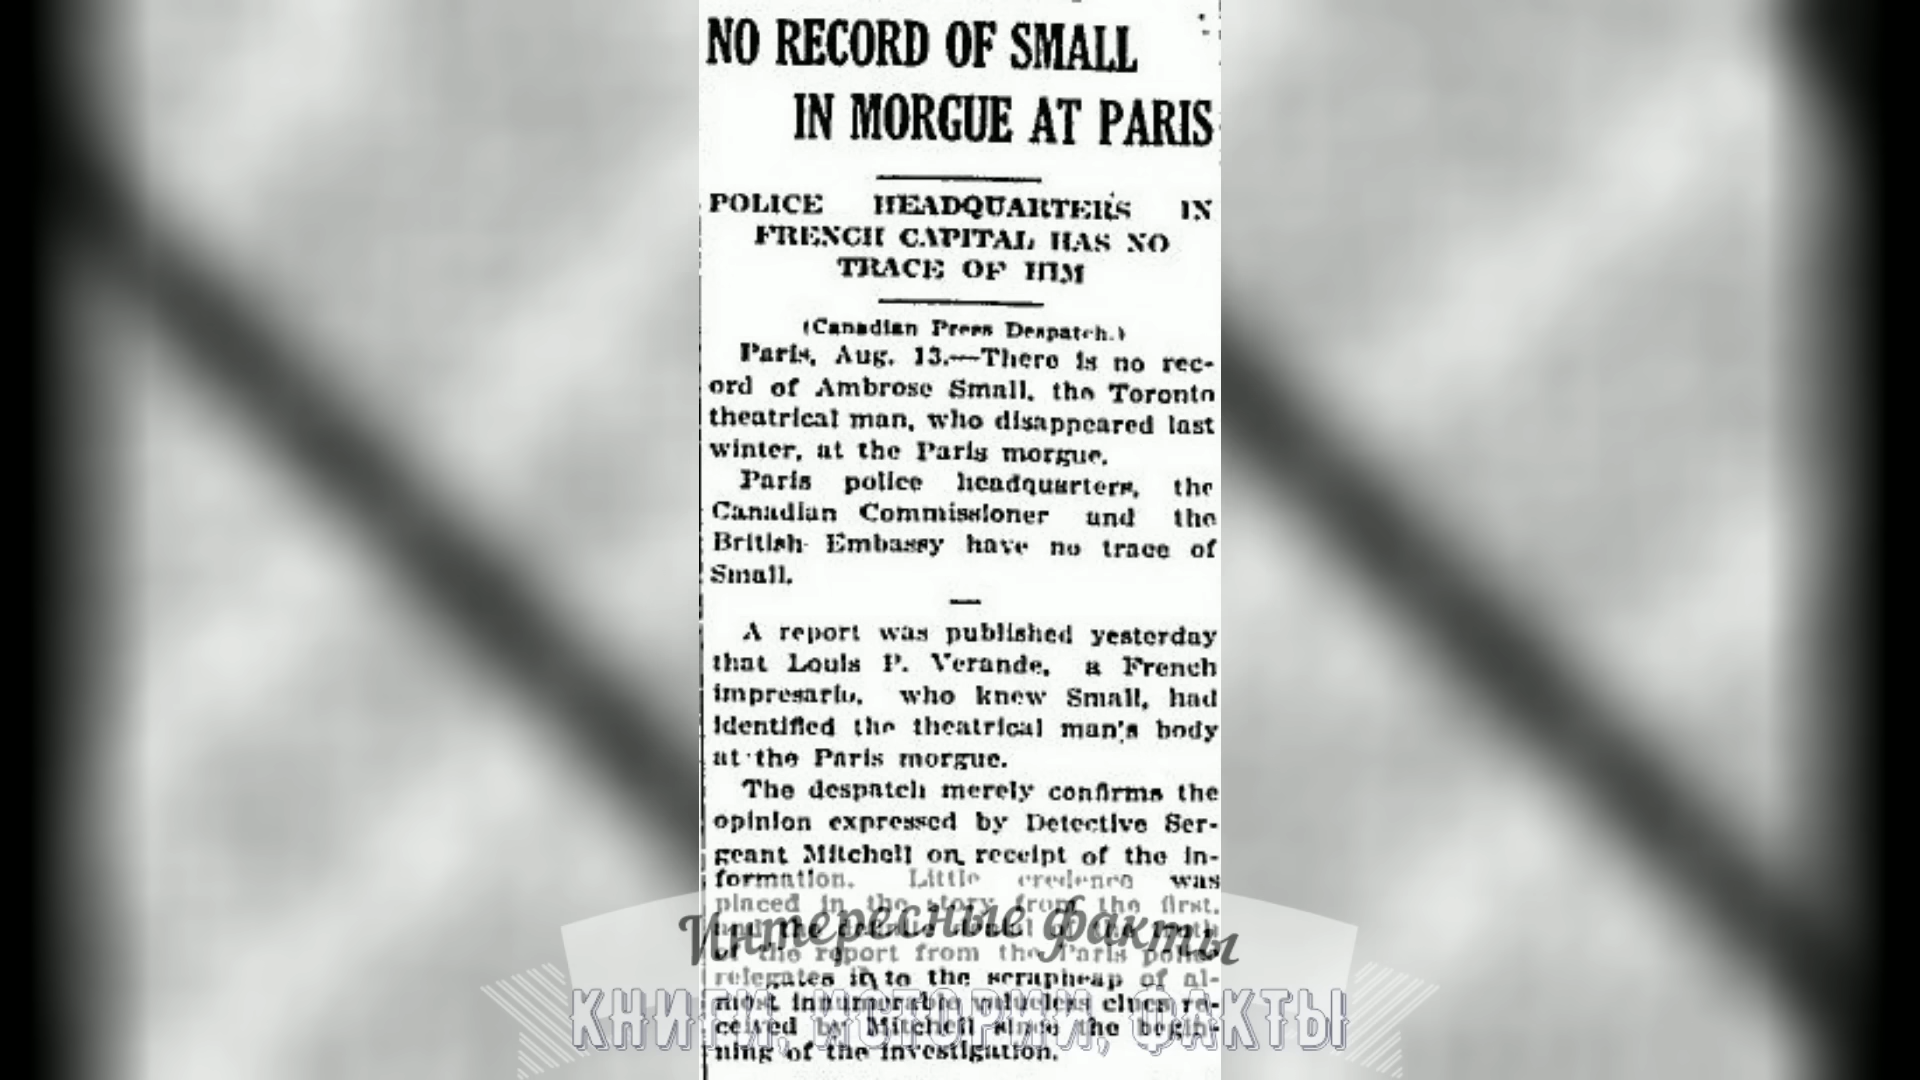 NO RECORD OF SMALL
IN MORGUE AT PARIS
POLICE HEADQUARTERS IN
FRENCH CAPITAL HAS NO
TRACE OF HIM
(Canadian Press Despatch.)
Paris, Aug. 13.—There is no rec-
ord of Ambrose Small, the Toronto
theatrical man, who disappeared last
winter, at the Paris morgue.
Paris police headquarters, the
Canadian Commissioner and the
British Embassy have no trace of
Small.
A report was published yesterday
that Louis P. Verande, a French
impresario, who knew Small, had
identified the theatrical man's body
at the Paris morgue.
The despatch merely confirms the
opinion expressed by Detective Ser-
geant Mitchell on receipt of the in-
formation. Little credence was
placed in the story from the first,
and the definite denial of the truth
of the report from the Paris police
relegates it to the scrapheap of al-
most innumerable valueless clues re-
ceived by Mitchell since the begin-
ning of the investigation.
Интересные факты
КНИГИ, ИСТОРИИ, ФАКТЫ